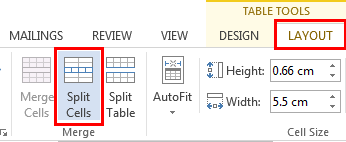 TABLE TOOLS
MAILINGS REVIEW VIEW DESIGN LAYOUT
Merge Cells
Split Cells
Split Table
AutoFit
Height: 0.66 cm
Width: 5.5 cm
Merge
Cell Size